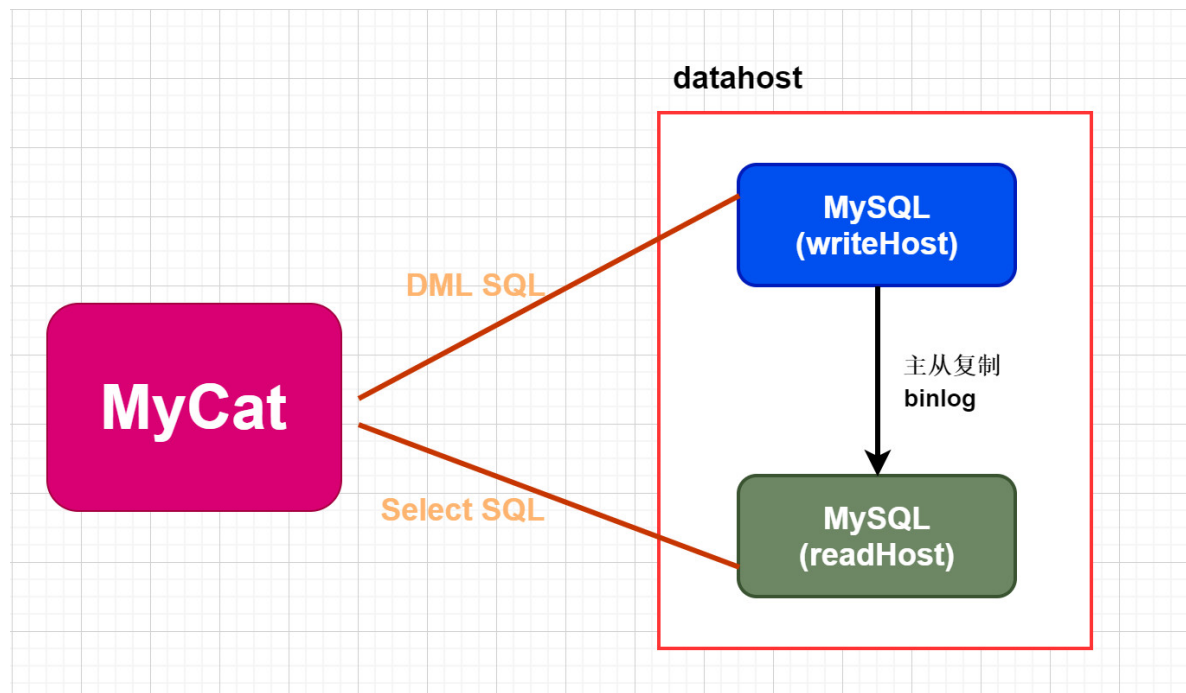 datahost
MySQL
(writeHost)
DML SQL
MyCat
主从复制
binlog
Select SQL
MySQL
(readHost)